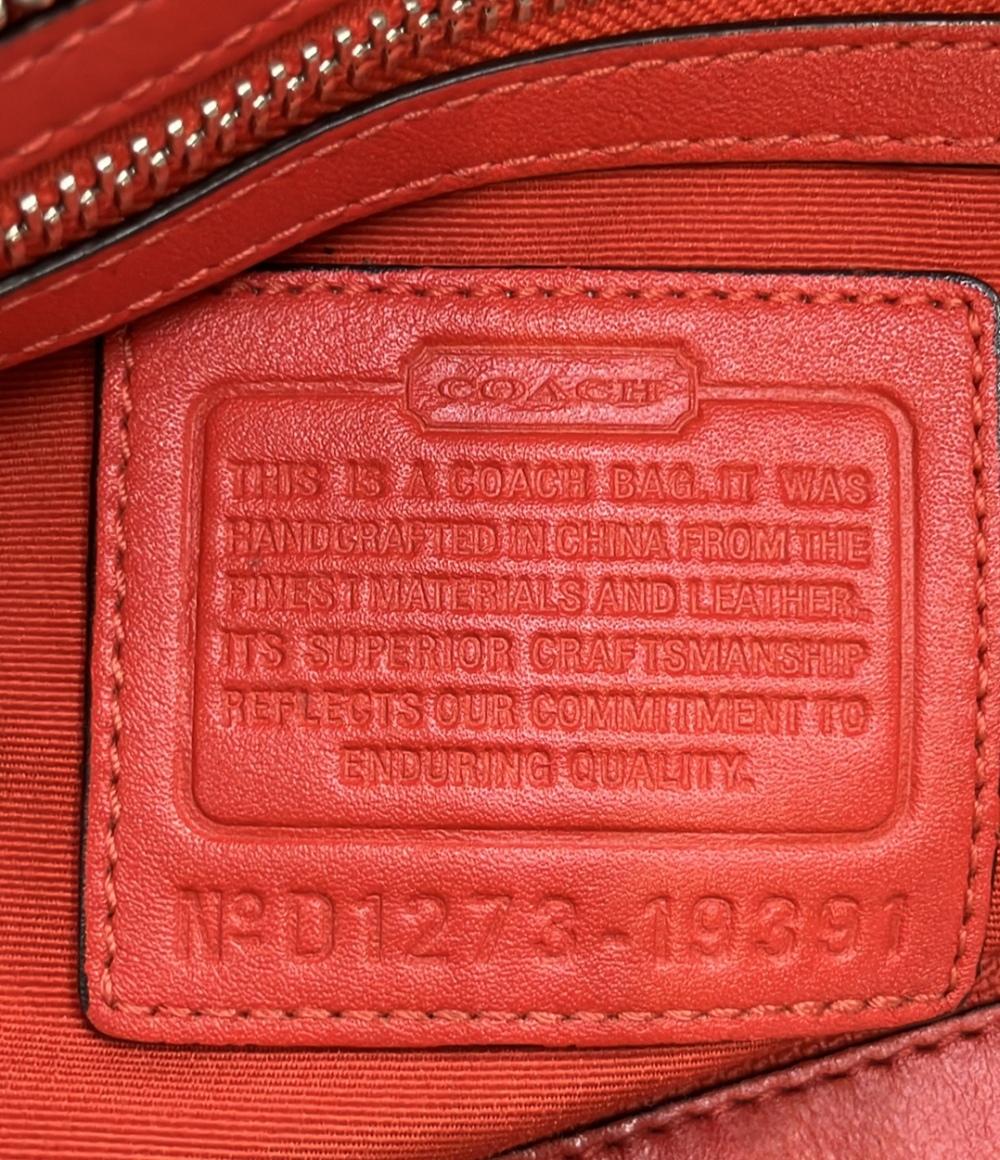 COACH
THIS IS A COACH BAG. IT WAS
HANDCRAFTED IN CHINA FROM THE
FINEST MATERIALS AND LEATHER.
ITS SUPERIOR CRAFTSMANSHIP
REFLECTS OUR COMMITMENT TO
ENDURING QUALITY.
Nº D1273-19391